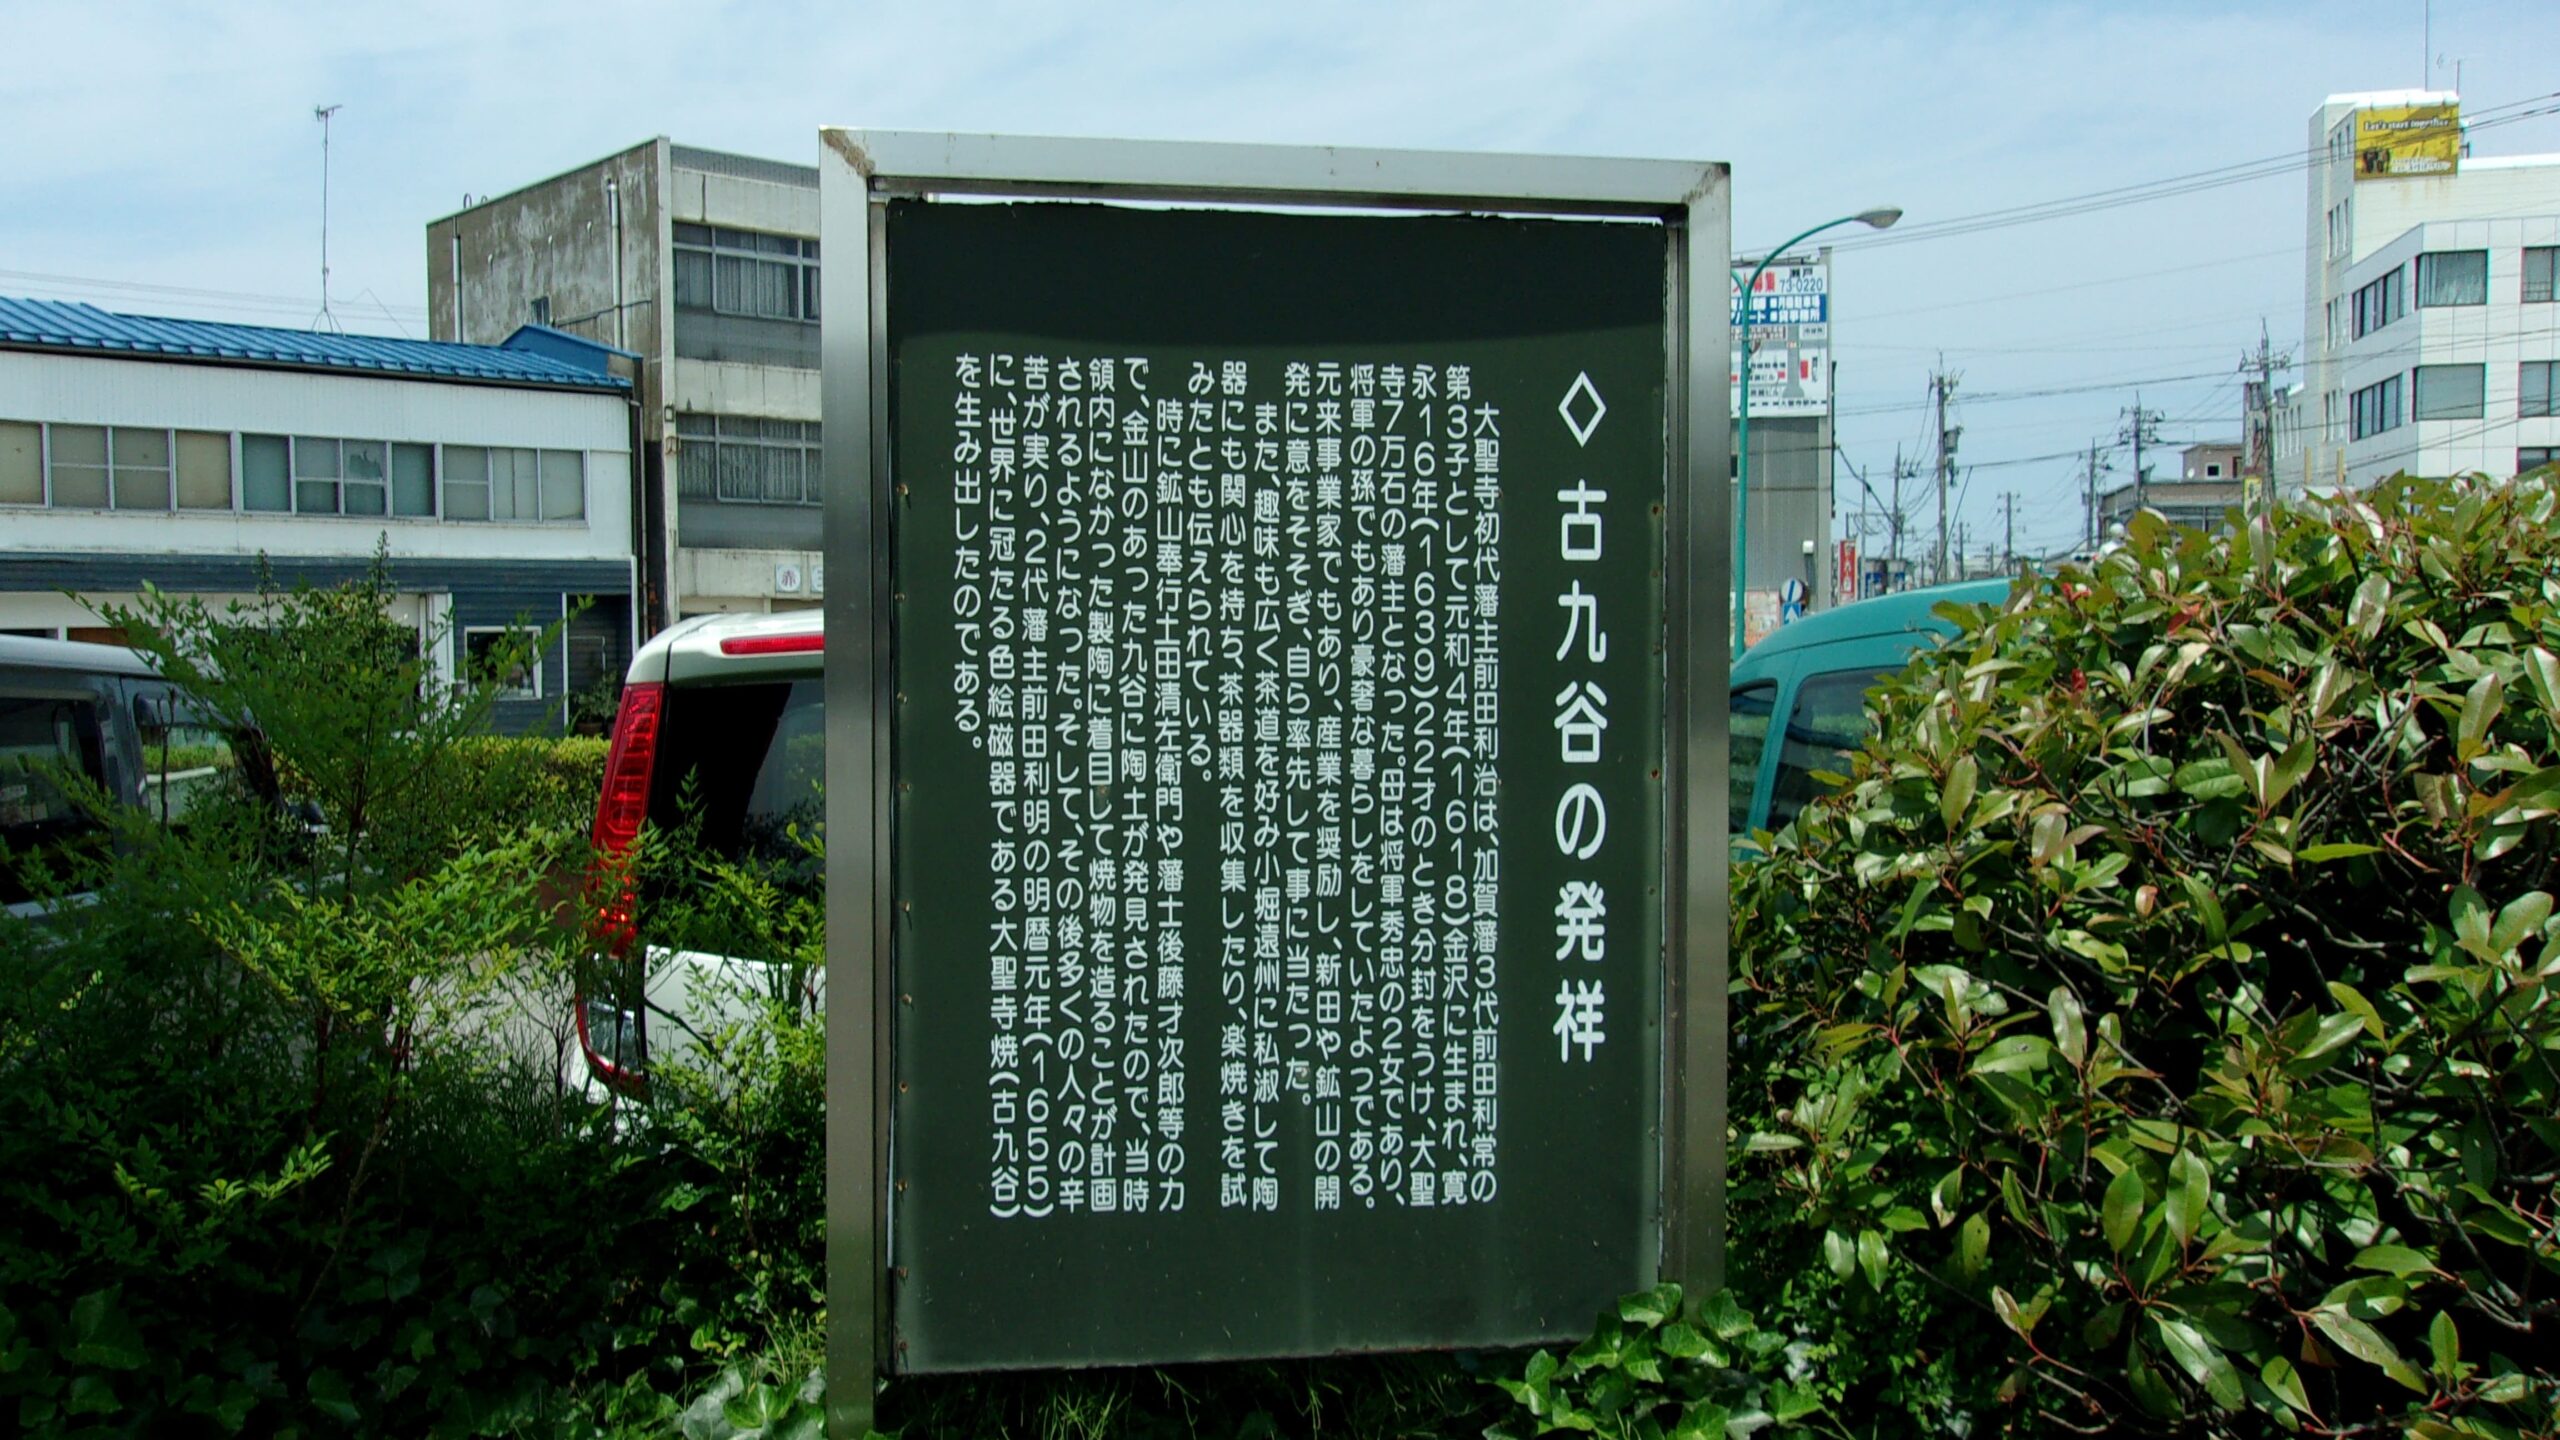 ◇古九谷の発祥
大聖寺初代藩主前田利治は、加賀藩3代前田利常の
第3子として元和4年(1618)金沢に生まれ、寛
永16年(1639)22才のとき分封をうけ、大聖
寺7万石の藩主となった。母は将軍秀忠の2女であり、
将軍の孫でもあり豪奢な暮らしをしていたよつである。
元来事業家でもあり、産業を奨励し、新田や鉱山の開
発に意をそそぎ、自ら率先して事に当たった。
また、趣味も広く茶道を好み小堀遠州に私淑して陶
器にも関心を持ち、茶器類を収集したり、楽焼きを試
みたとも伝えられている。
時に鉱山奉行土田清左衛門や藩士後藤才次郎等の力
で、金山のあった九谷に陶土が発見されたので、当時
領内になかった製陶に着目して焼物を造ることが計画
されるようになった。そして、その後多くの人々の辛
苦が実り、2代藩主前田利明の明暦元年(1655)
に、世界に冠たる色絵磁器である大聖寺焼(古九谷)
を生み出したのである。
Let's start together
瀬戸
73-0220
赤